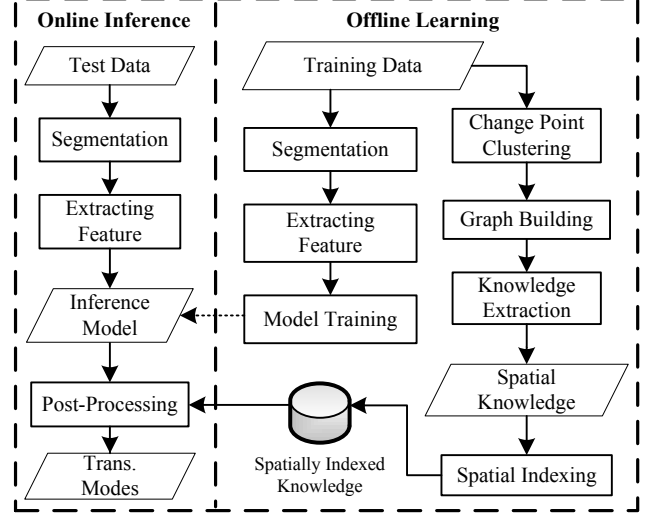 Online Inference
Offline Learning
Test Data
Segmentation
Extracting
Feature
Inference
Model
Post-Processing
Trans.
Modes
Training Data
Segmentation
Extracting
Feature
Model Training
Change Point
Clustering
Graph Building
Knowledge
Extraction
Spatial
Knowledge
Spatial Indexing
Spatially Indexed
Knowledge